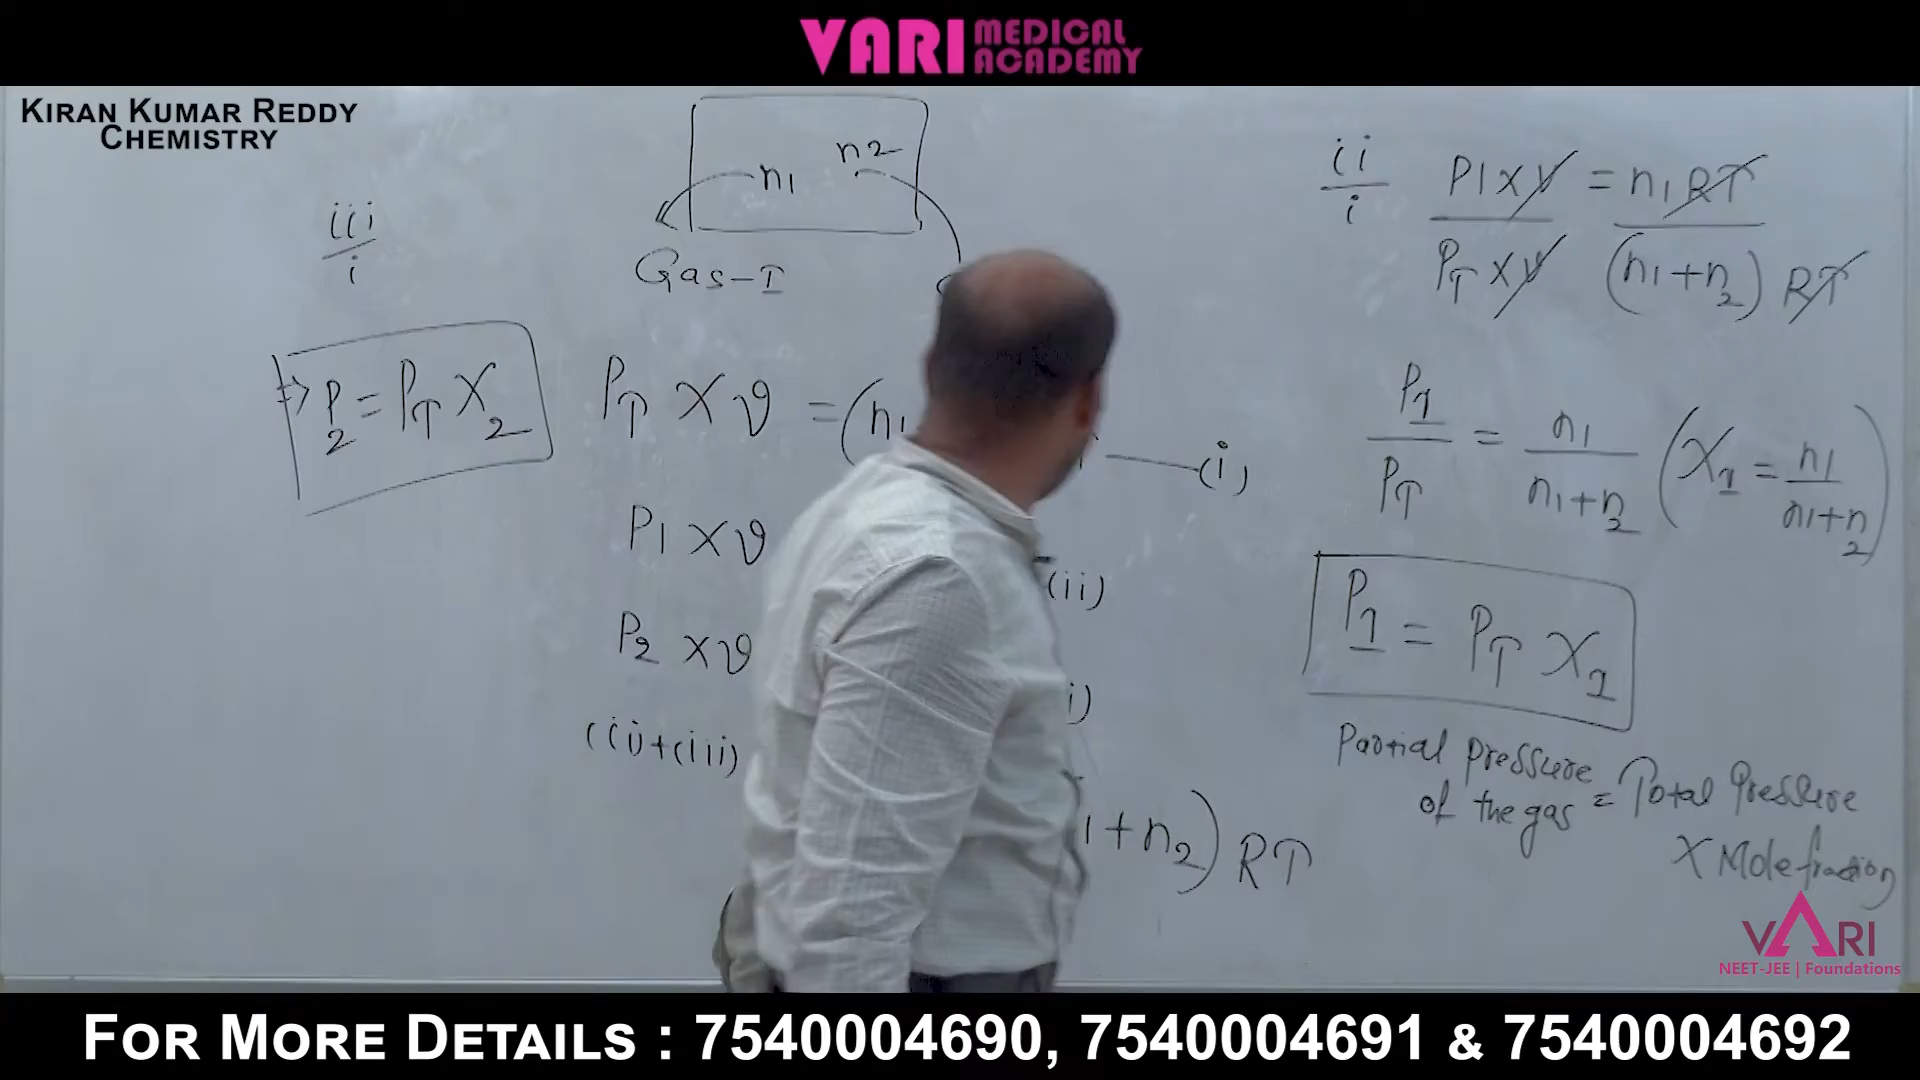 VARI MEDICAL
ACADEMY
KIRAN KUMAR REDDY
CHEMISTRY
n1 n2
Gas-I
iii/i
⇒ P2 = PT X2
PT X V = (n1
(i)
P1 X V
(ii)
P2 X V
i)
(ii)+(iii)
1+n2) RT
ii/i
P1 X V / PT X V = n1 RT / (n1+n2) RT
P1/PT = n1/(n1+n2) (X1 = n1/(n1+n2))
P1 = PT X1
Partial pressure
of the gas = Total Pressure
X Molefraction
VARI
NEET-JEE | Foundations
FOR MORE DETAILS : 7540004690, 7540004691 & 7540004692